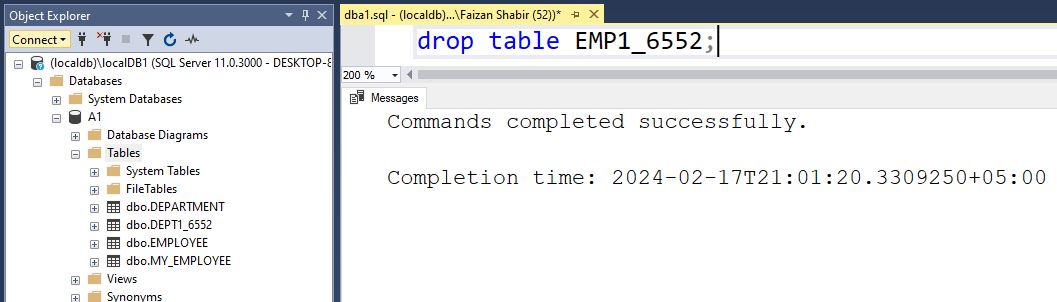 Object Explorer
Connect
(localdb)\localDB1 (SQL Server 11.0.3000 - DESKTOP-8
Databases
System Databases
A1
Database Diagrams
Tables
System Tables
FileTables
dbo.DEPARTMENT
dbo.DEPT1_6552
dbo.EMPLOYEE
dbo.MY_EMPLOYEE
Views
Synonyms
dba1.sql - (localdb)...\Faizan Shabir (52))*
drop table EMP1_6552;
200 %
Messages
Commands completed successfully.
Completion time: 2024-02-17T21:01:20.3309250+05:00